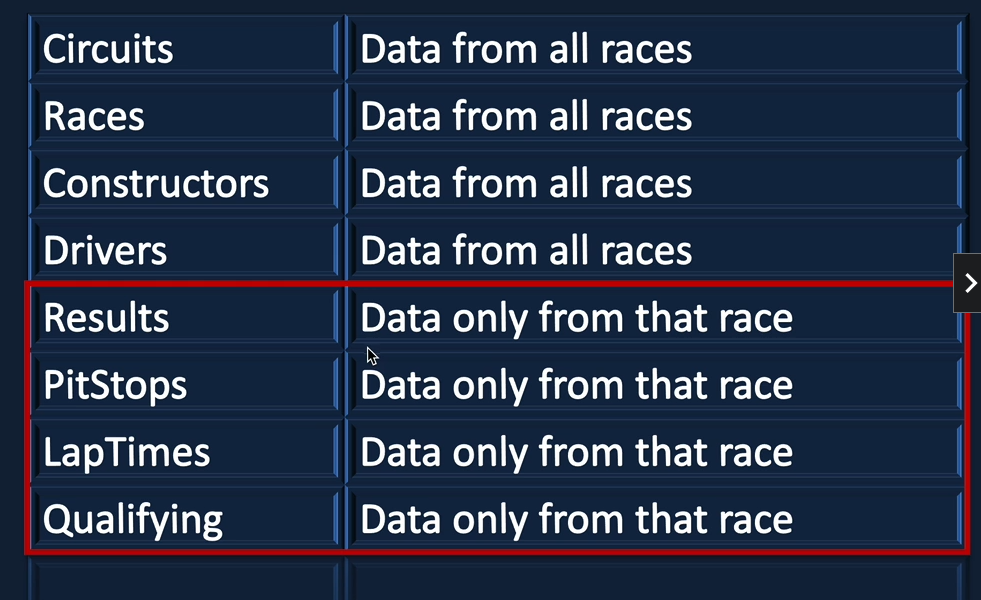 Circuits Data from all races
Races Data from all races
Constructors Data from all races
Drivers Data from all races
Results Data only from that race
PitStops Data only from that race
LapTimes Data only from that race
Qualifying Data only from that race